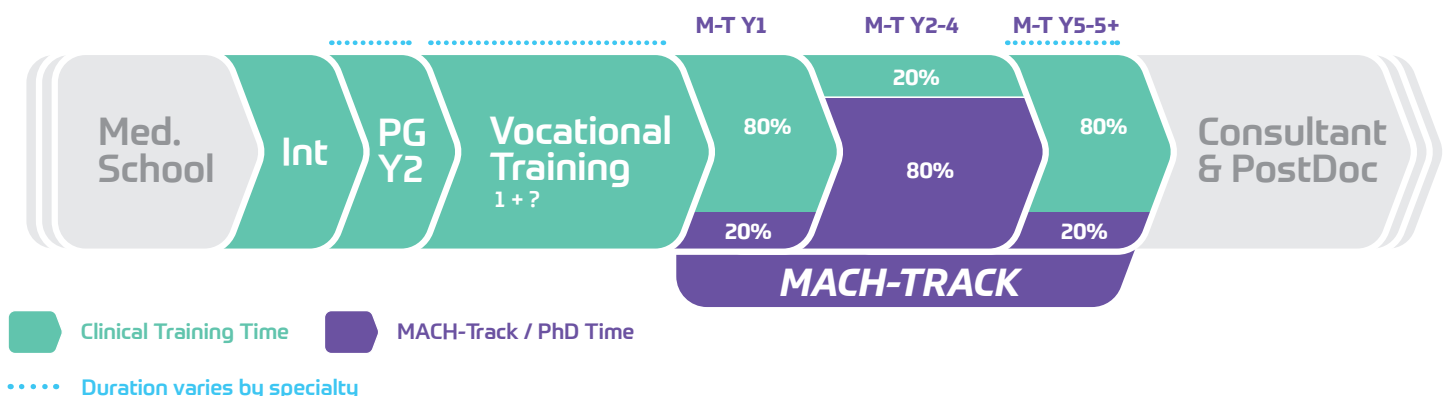 M-T Y1
M-T Y2-4
M-T Y5-5+
Med.
School
Int
PG
Y2
Vocational
Training
1 + ?
80%
20%
20%
80%
80%
20%
Consultant
& PostDoc
MACH-TRACK
Clinical Training Time
MACH-Track / PhD Time
Duration varies by specialty